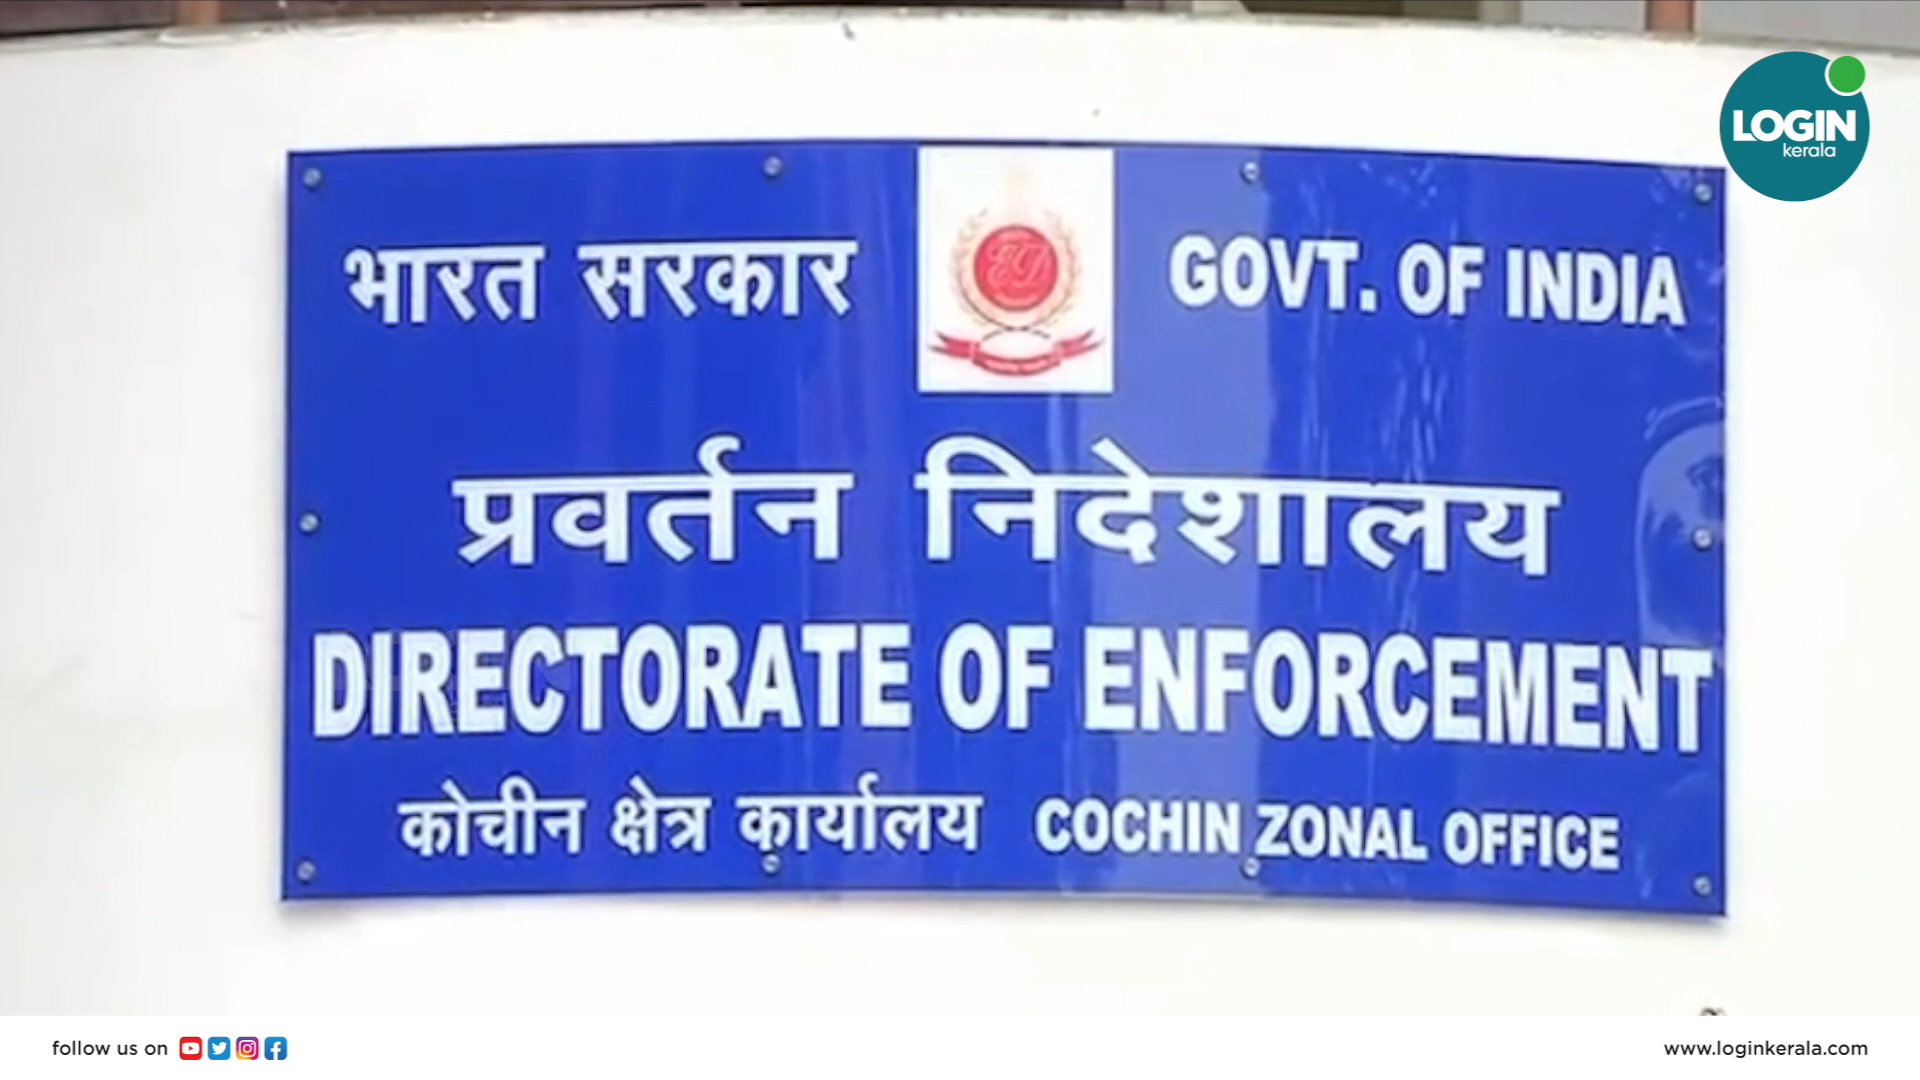 LOGIN
kerala
भारत सरकार GOVT. OF INDIA
प्रवर्तन निदेशालय
DIRECTORATE OF ENFORCEMENT
कोचीन क्षेत्र कार्यालय COCHIN ZONAL OFFICE
follow us on www.loginkerala.com